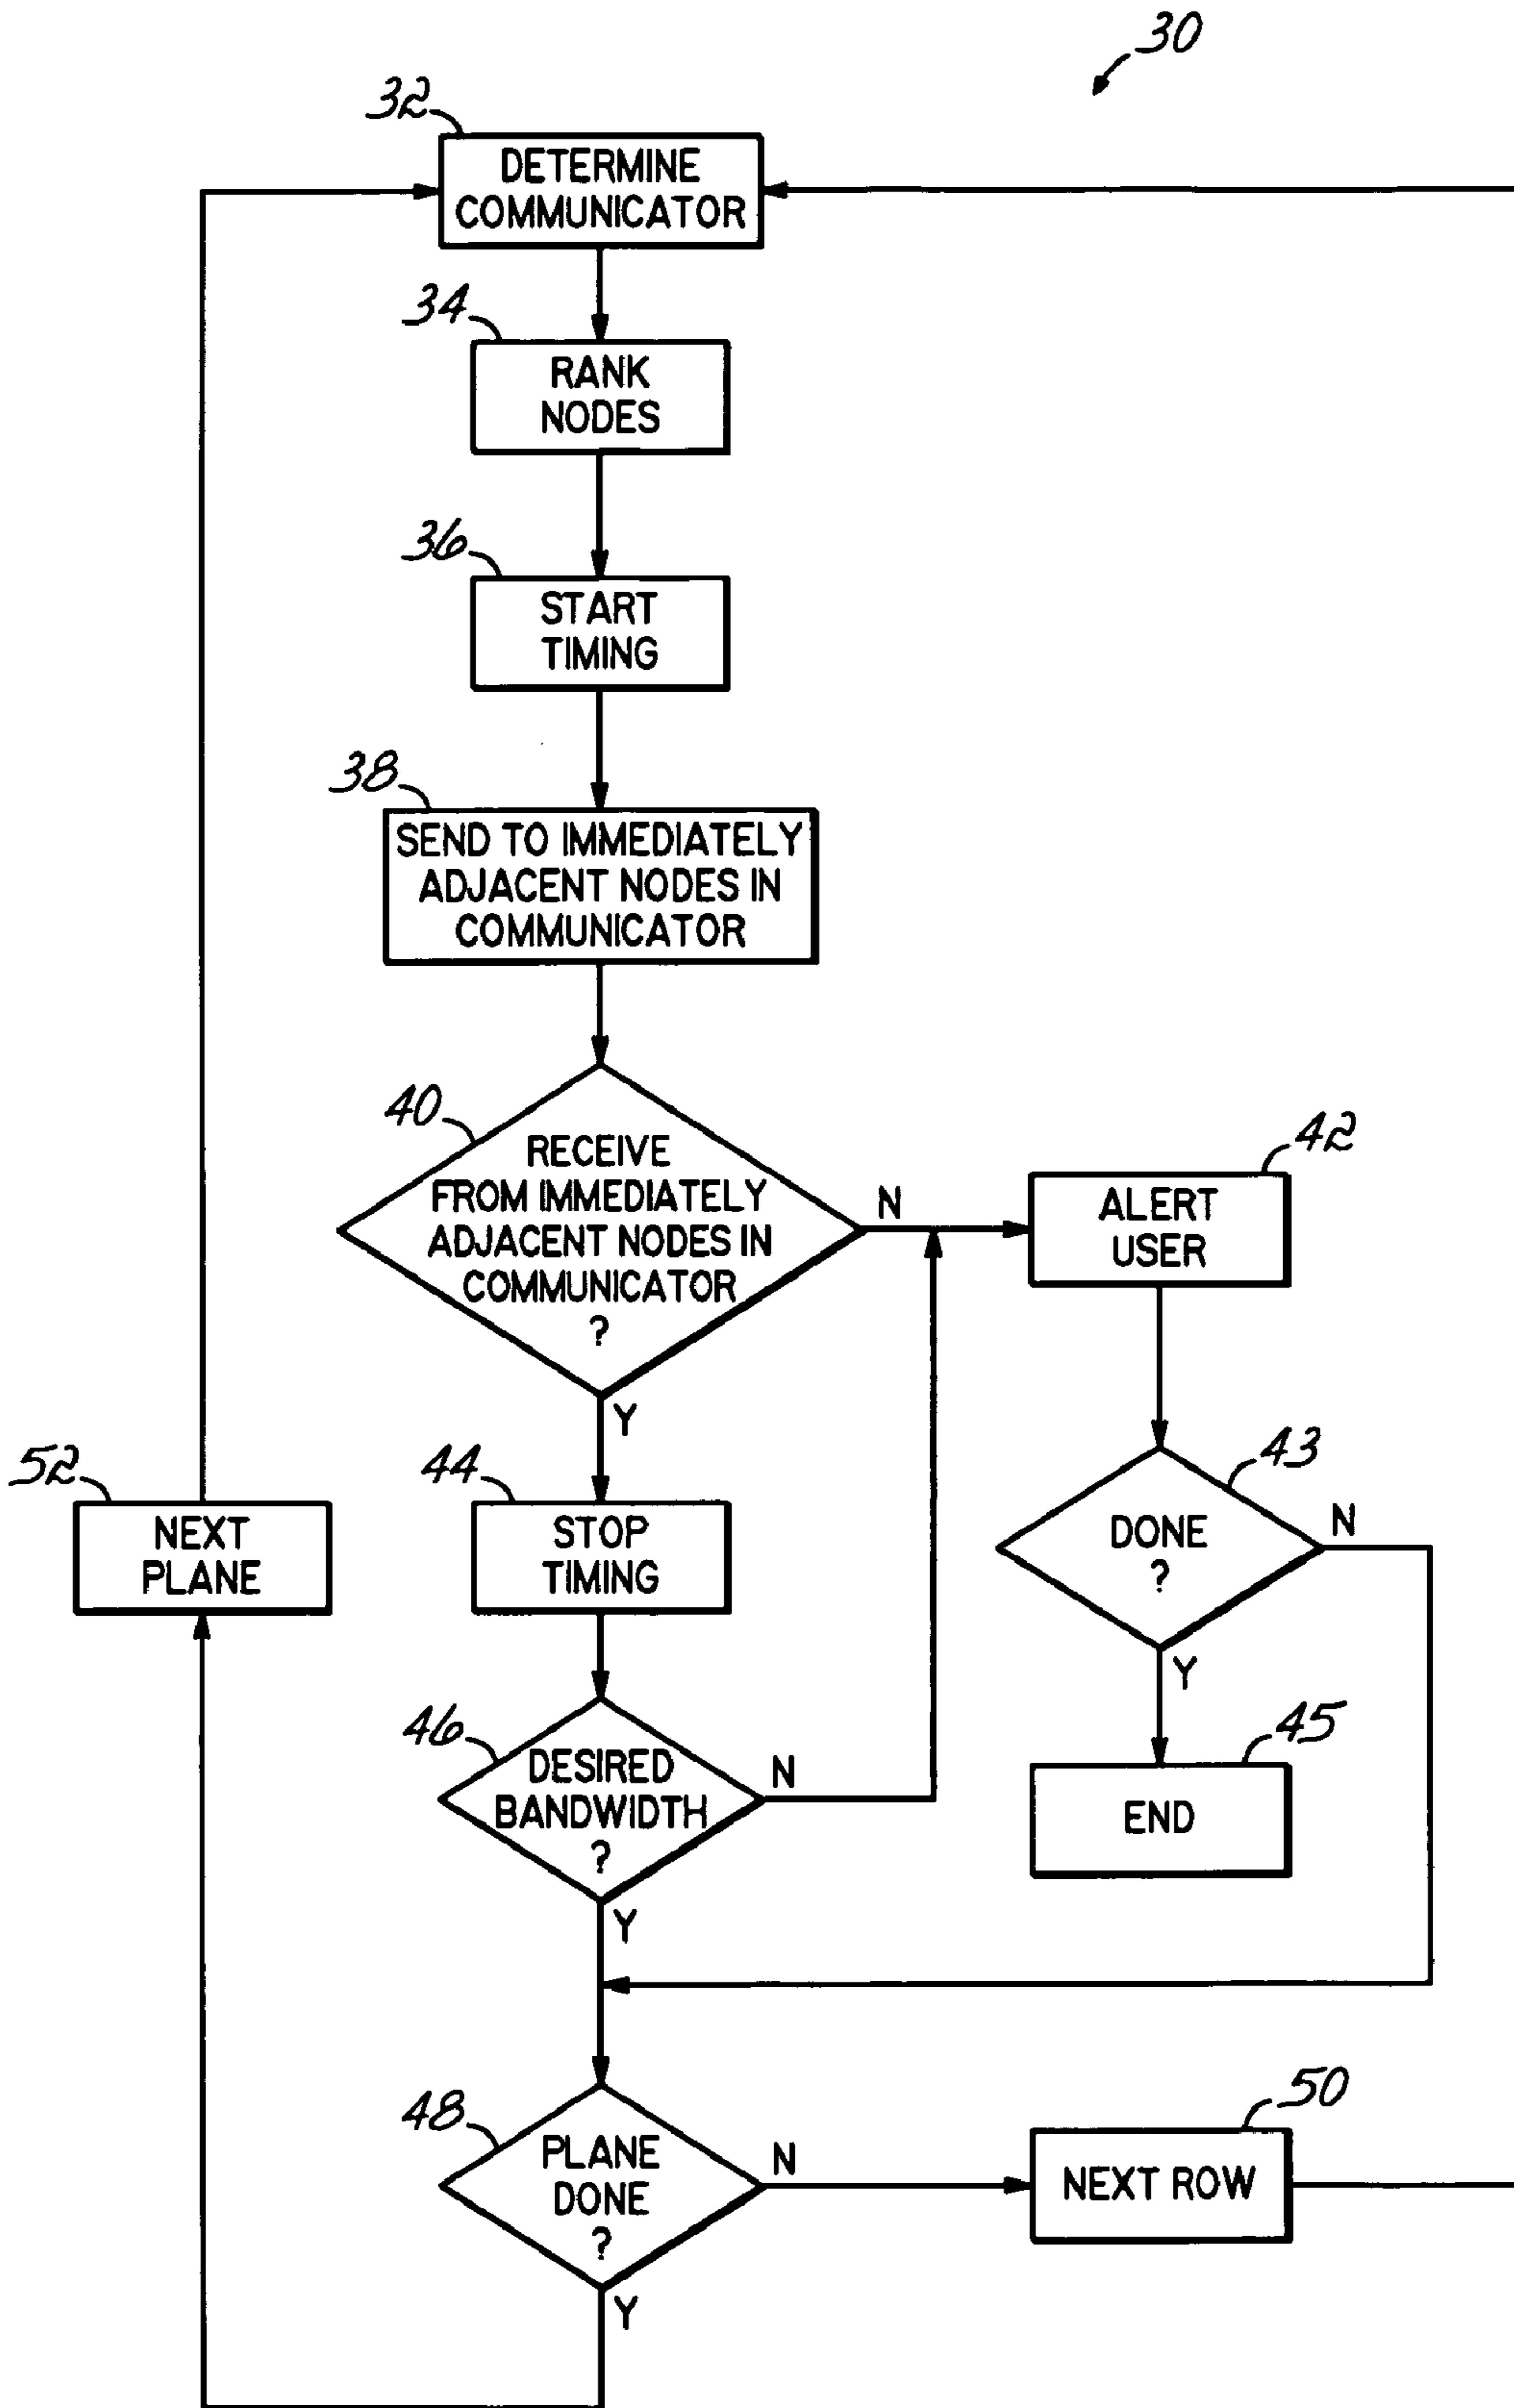 30
32
DETERMINE
COMMUNICATOR
34
RANK
NODES
36
START
TIMING
38
SEND TO IMMEDIATELY
ADJACENT NODES IN
COMMUNICATOR
40
RECEIVE
FROM IMMEDIATELY
ADJACENT NODES IN
COMMUNICATOR
?
N
Y
42
ALERT
USER
43
DONE
?
N
Y
45
END
44
STOP
TIMING
52
NEXT
PLANE
46
DESIRED
BANDWIDTH
?
N
Y
48
PLANE
DONE
?
N
Y
50
NEXT ROW